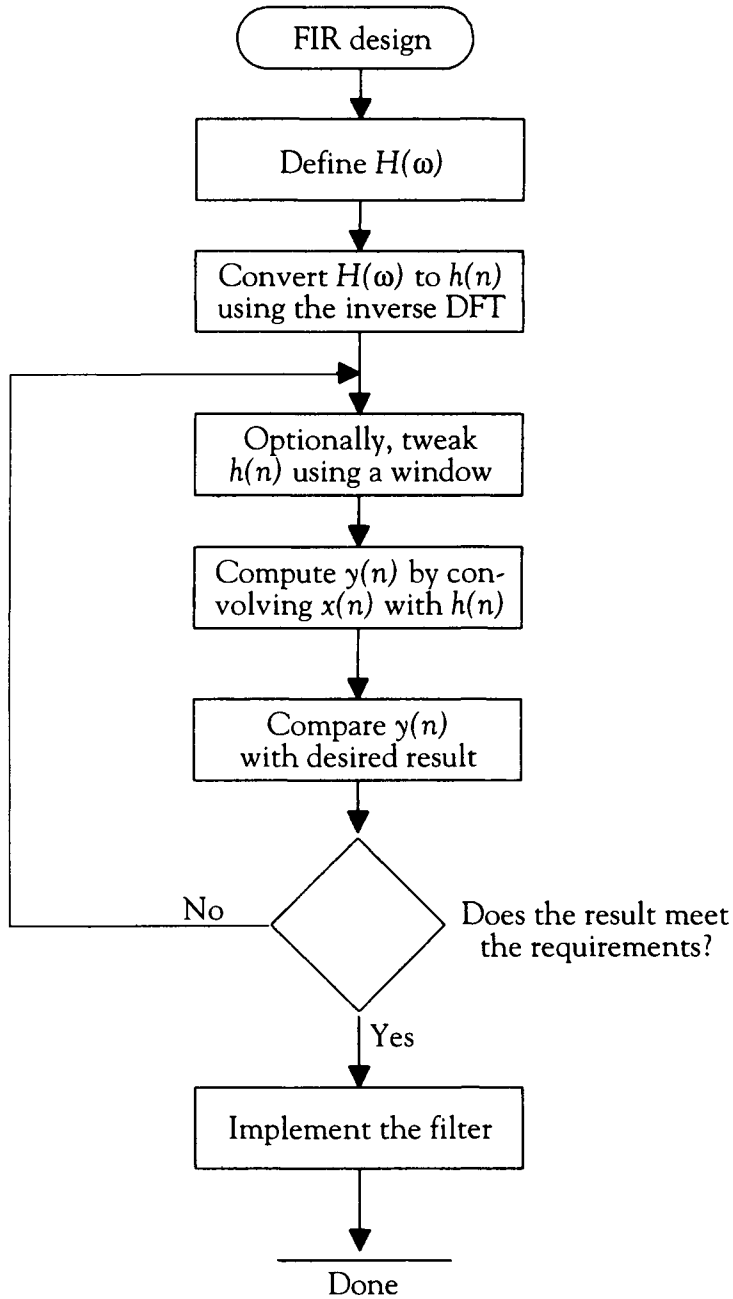 FIR design
Define H(ω)
Convert H(ω) to h(n)
using the inverse DFT
Optionally, tweak
h(n) using a window
Compute y(n) by con-
volving x(n) with h(n)
Compare y(n)
with desired result
No
Does the result meet
the requirements?
Yes
Implement the filter
Done